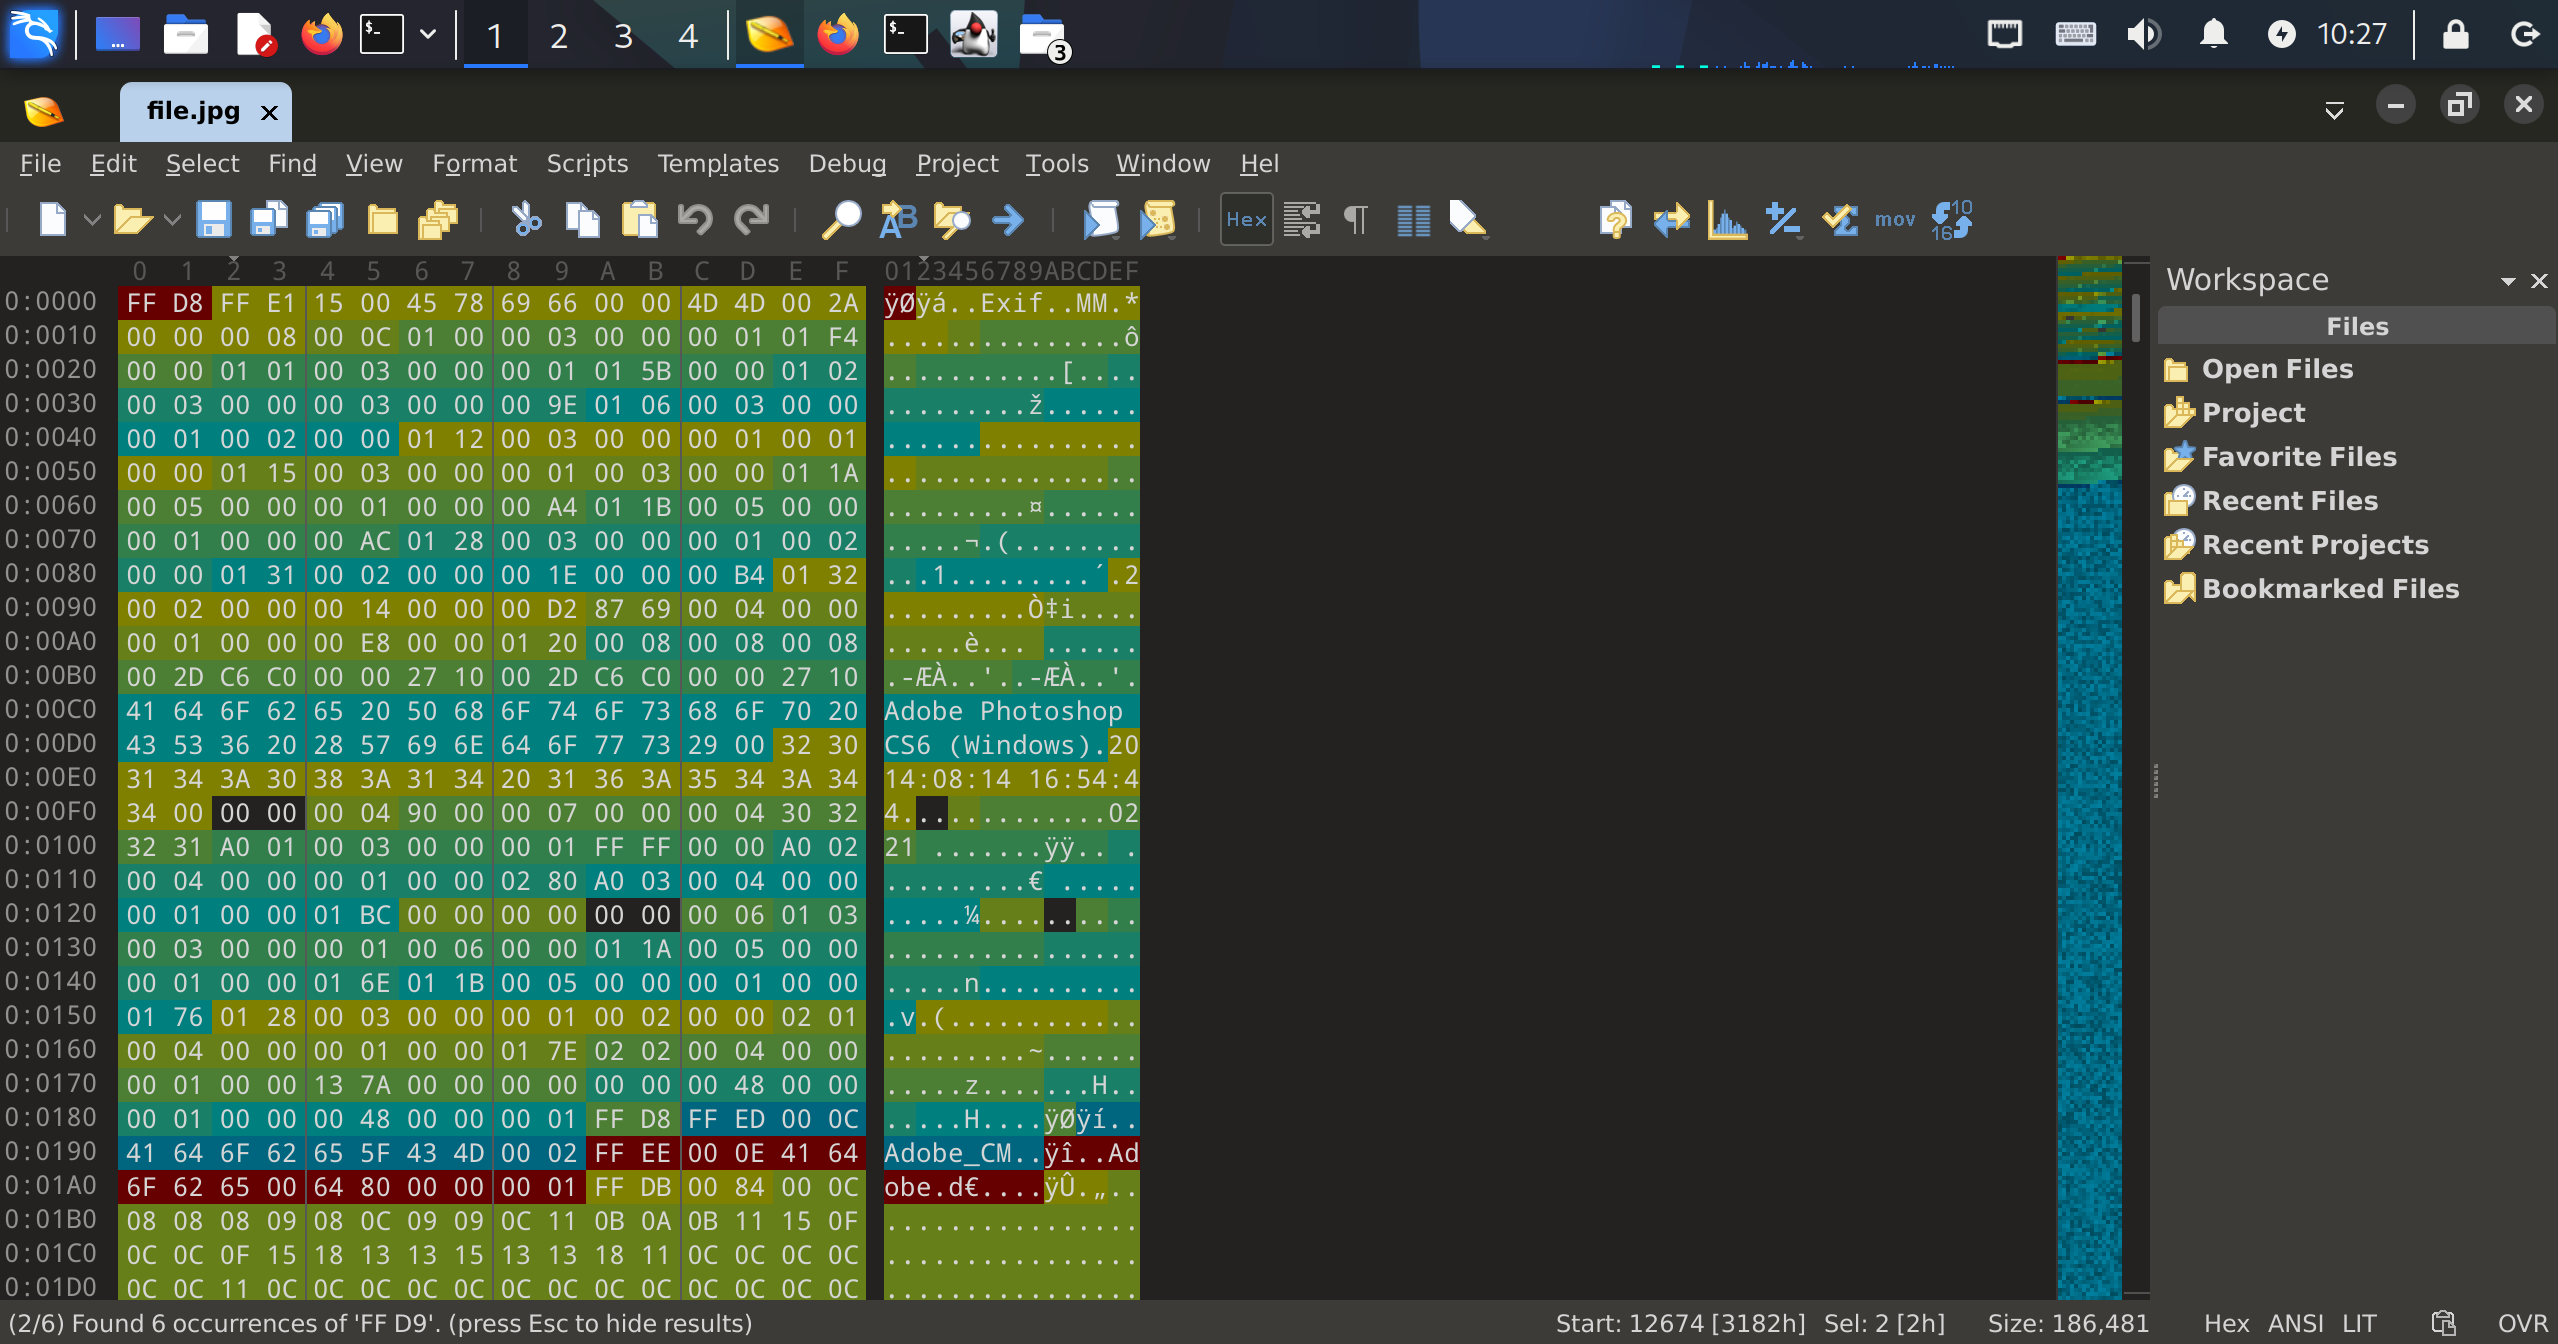 1 2 3 4 3 10:27
file.jpg
File Edit Select Find View Format Scripts Templates Debug Project Tools Window Hel
Hex mov 10 16
0 1 2 3 4 5 6 7 8 9 A B C D E F 0123456789ABCDEF
0:0000 FF D8 FF E1 15 00 45 78 69 66 00 00 4D 4D 00 2A ÿØÿá..Exif..MM.*
0:0010 00 00 00 08 00 0C 01 00 00 03 00 00 00 01 01 F4 ...............ô
0:0020 00 00 01 01 00 03 00 00 00 01 01 5B 00 00 01 02 ...........[....
0:0030 00 03 00 00 00 03 00 00 00 9E 01 06 00 03 00 00 .........ž......
0:0040 00 01 00 02 00 00 01 12 00 03 00 00 00 01 00 01 ................
0:0050 00 00 01 15 00 03 00 00 00 01 00 03 00 00 01 1A ................
0:0060 00 05 00 00 00 01 00 00 00 A4 01 1B 00 05 00 00 .........¤......
0:0070 00 01 00 00 00 AC 01 28 00 03 00 00 00 01 00 02 .....¬.(........
0:0080 00 00 01 31 00 02 00 00 00 1E 00 00 00 B4 01 32 ...1.........´.2
0:0090 00 02 00 00 00 14 00 00 00 D2 87 69 00 04 00 00 .........Ò‡i....
0:00A0 00 01 00 00 00 E8 00 00 01 20 00 08 00 08 00 08 .....è... ......
0:00B0 00 2D C6 C0 00 00 27 10 00 2D C6 C0 00 00 27 10 .-ÆÀ..'..-ÆÀ..'.
0:00C0 41 64 6F 62 65 20 50 68 6F 74 6F 73 68 6F 70 20 Adobe Photoshop
0:00D0 43 53 36 20 28 57 69 6E 64 6F 77 73 29 00 32 30 CS6 (Windows).20
0:00E0 31 34 3A 30 38 3A 31 34 20 31 36 3A 35 34 3A 34 14:08:14 16:54:4
0:00F0 34 00 00 00 00 04 90 00 00 07 00 00 00 04 30 32 4.............02
0:0100 32 31 A0 01 00 03 00 00 00 01 FF FF 00 00 A0 02 21 .......ÿÿ.. .
0:0110 00 04 00 00 00 01 00 00 02 80 A0 03 00 04 00 00 .........€ .....
0:0120 00 01 00 00 01 BC 00 00 00 00 00 00 00 06 01 03 .....¼..........
0:0130 00 03 00 00 00 01 00 06 00 00 01 1A 00 05 00 00 ................
0:0140 00 01 00 00 01 6E 01 1B 00 05 00 00 00 01 00 00 .....n..........
0:0150 01 76 01 28 00 03 00 00 00 01 00 02 00 00 02 01 .v.(............
0:0160 00 04 00 00 00 01 00 00 01 7E 02 02 00 04 00 00 .........~......
0:0170 00 01 00 00 13 7A 00 00 00 00 00 00 00 48 00 00 .....z.......H..
0:0180 00 01 00 00 00 48 00 00 00 01 FF D8 FF ED 00 0C .....H....ÿØÿí..
0:0190 41 64 6F 62 65 5F 43 4D 00 02 FF EE 00 0E 41 64 Adobe_CM..ÿî..Ad
0:01A0 6F 62 65 00 64 80 00 00 00 01 FF DB 00 84 00 0C obe.d€....ÿÛ.„..
0:01B0 08 08 08 09 08 0C 09 09 0C 11 0B 0A 0B 11 15 0F ................
0:01C0 0C 0C 0F 15 18 13 13 15 13 13 18 11 0C 0C 0C 0C ................
0:01D0 0C 0C 11 0C 0C 0C 0C 0C 0C 0C 0C 0C 0C 0C 0C 0C ................
Workspace
Files
Open Files
Project
Favorite Files
Recent Files
Recent Projects
Bookmarked Files
(2/6) Found 6 occurrences of 'FF D9'. (press Esc to hide results) Start: 12674 [3182h] Sel: 2 [2h] Size: 186,481 Hex ANSI LIT OVR